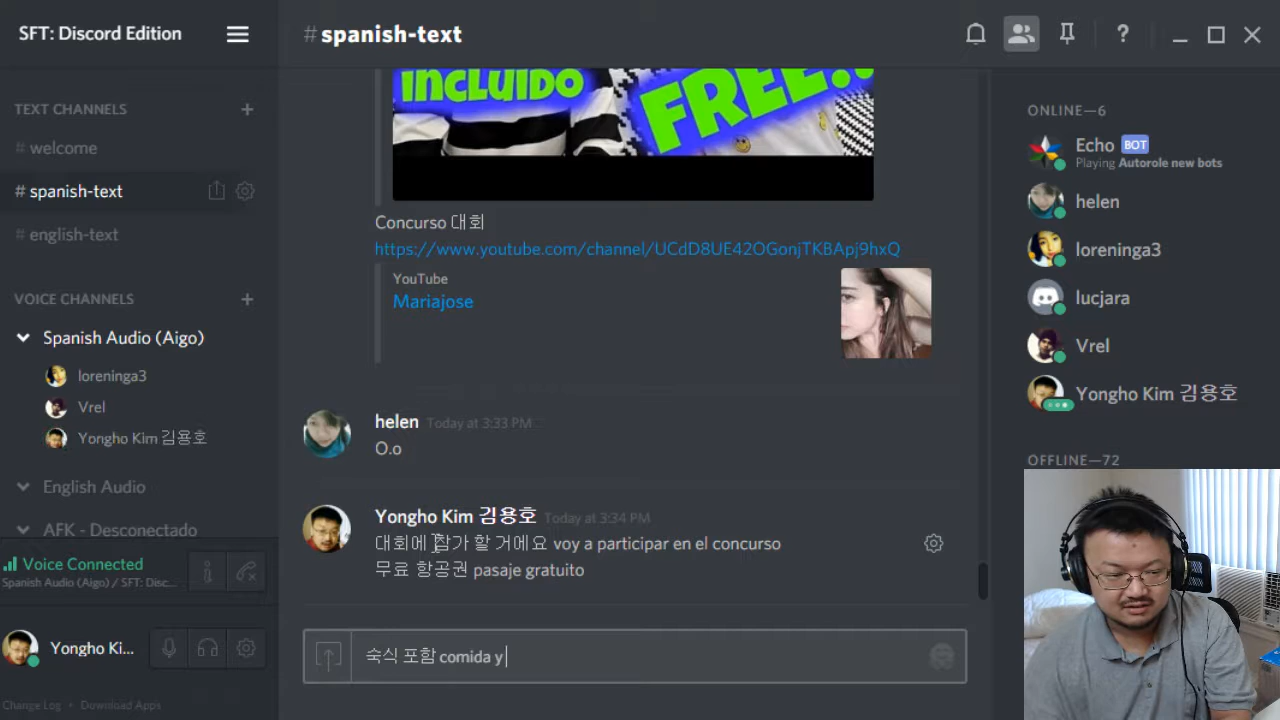 SFT: Discord Edition
#spanish-text
TEXT CHANNELS
# welcome
# spanish-text
# english-text
VOICE CHANNELS
Spanish Audio (Aigo)
loreninga3
Vrel
Yongho Kim 김용호
English Audio
AFK - Desconectado
Voice Connected
Spanish Audio (Aigo) / SFT: Disc...
Yongho Ki...
Change Log • Download Apps
INCLUIDO
FREE!!
Concurso 대회
https://www.youtube.com/channel/UCdD8UE42OGonjTKBApj9hxQ
YouTube
Mariajose
helen Today at 3:33 PM
O.o
Yongho Kim 김용호 Today at 3:34 PM
대회에 참가 할 거에요 voy a participar en el concurso
무료 항공권 pasaje gratuito
숙식 포함 comida y
ONLINE—6
Echo BOT
Playing Autorole new bots
helen
loreninga3
lucjara
Vrel
Yongho Kim 김용호
OFFLINE—72